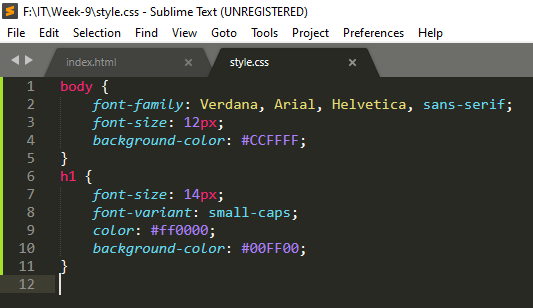 F:\IT\Week-9\style.css - Sublime Text (UNREGISTERED)
File Edit Selection Find View Goto Tools Project Preferences Help
index.html × style.css ×
1 body {
2     font-family: Verdana, Arial, Helvetica, sans-serif;
3     font-size: 12px;
4     background-color: #CCFFFF;
5 }
6 h1 {
7     font-size: 14px;
8     font-variant: small-caps;
9     color: #ff0000;
10     background-color: #00FF00;
11 }
12